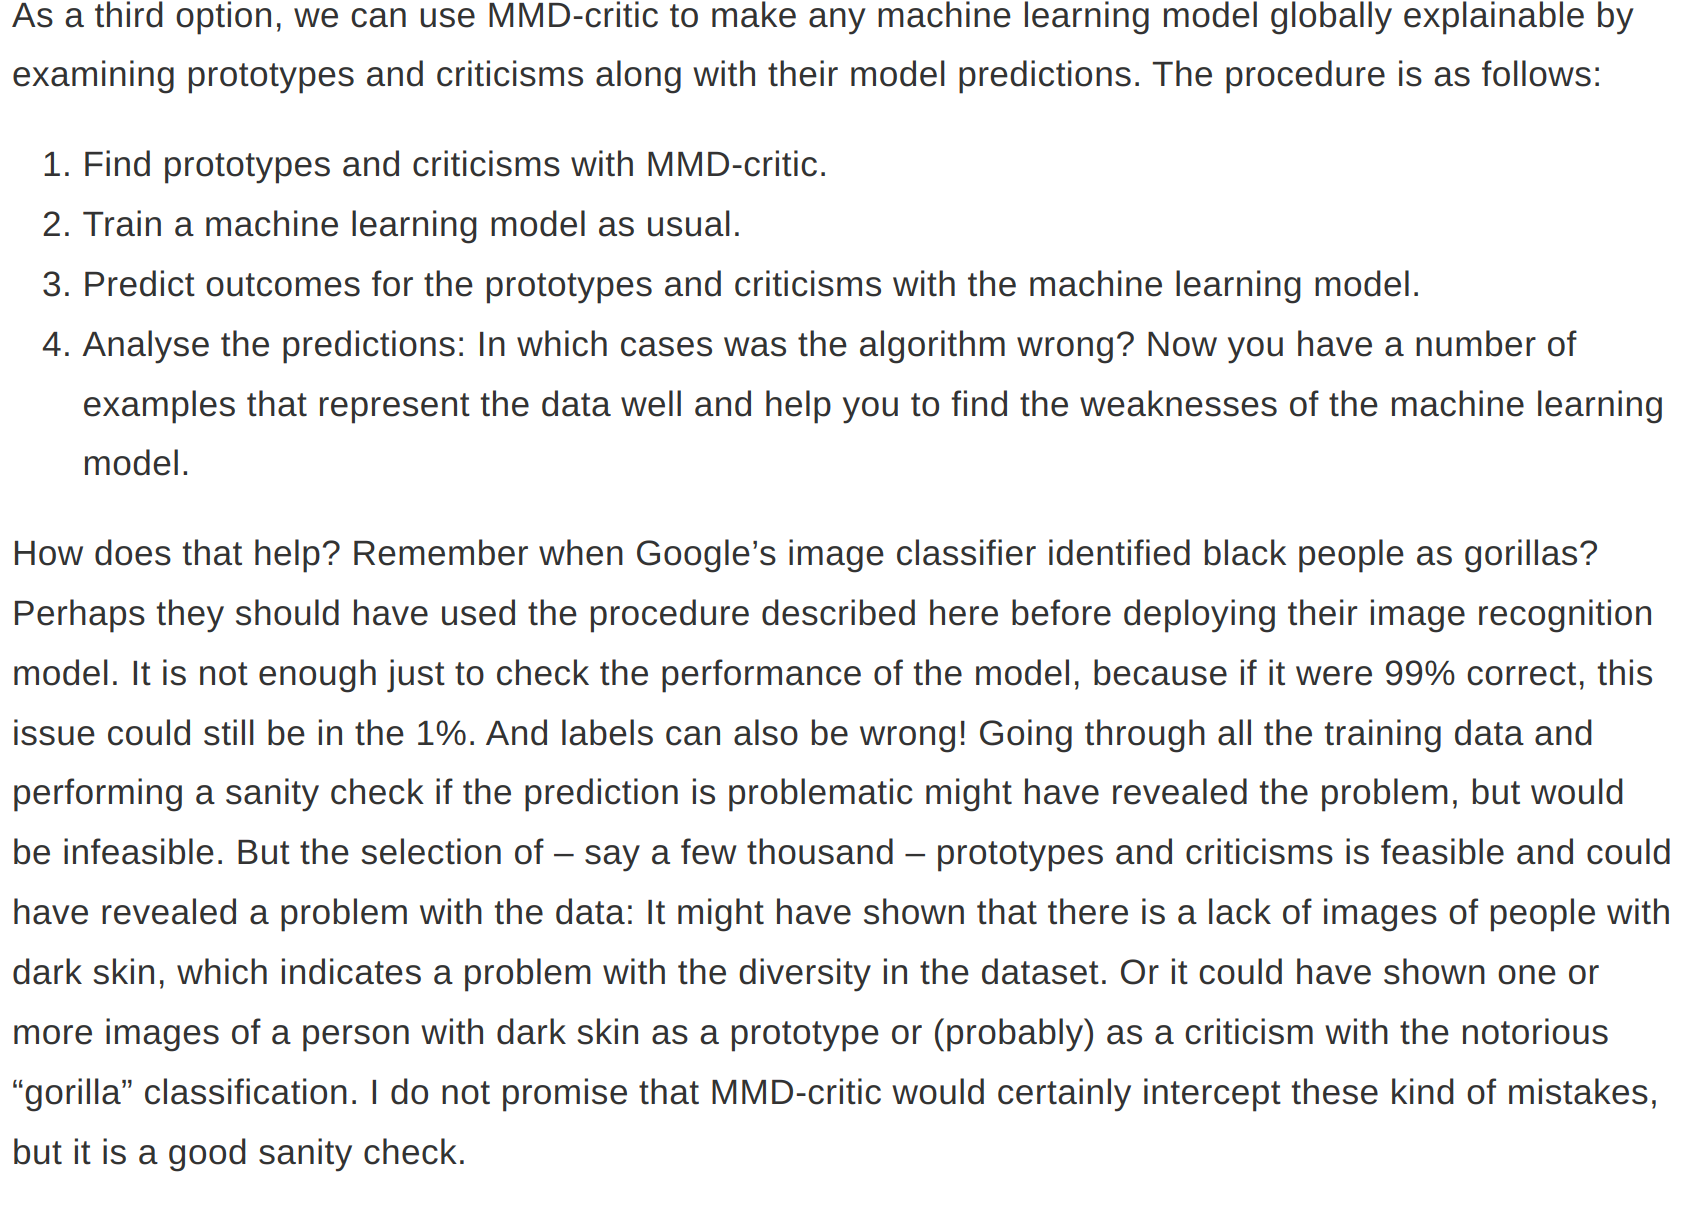 As a third option, we can use MMD-critic to make any machine learning model globally explainable by
examining prototypes and criticisms along with their model predictions. The procedure is as follows:
1. Find prototypes and criticisms with MMD-critic.
2. Train a machine learning model as usual.
3. Predict outcomes for the prototypes and criticisms with the machine learning model.
4. Analyse the predictions: In which cases was the algorithm wrong? Now you have a number of
examples that represent the data well and help you to find the weaknesses of the machine learning
model.
How does that help? Remember when Google’s image classifier identified black people as gorillas?
Perhaps they should have used the procedure described here before deploying their image recognition
model. It is not enough just to check the performance of the model, because if it were 99% correct, this
issue could still be in the 1%. And labels can also be wrong! Going through all the training data and
performing a sanity check if the prediction is problematic might have revealed the problem, but would
be infeasible. But the selection of – say a few thousand – prototypes and criticisms is feasible and could
have revealed a problem with the data: It might have shown that there is a lack of images of people with
dark skin, which indicates a problem with the diversity in the dataset. Or it could have shown one or
more images of a person with dark skin as a prototype or (probably) as a criticism with the notorious
“gorilla” classification. I do not promise that MMD-critic would certainly intercept these kind of mistakes,
but it is a good sanity check.